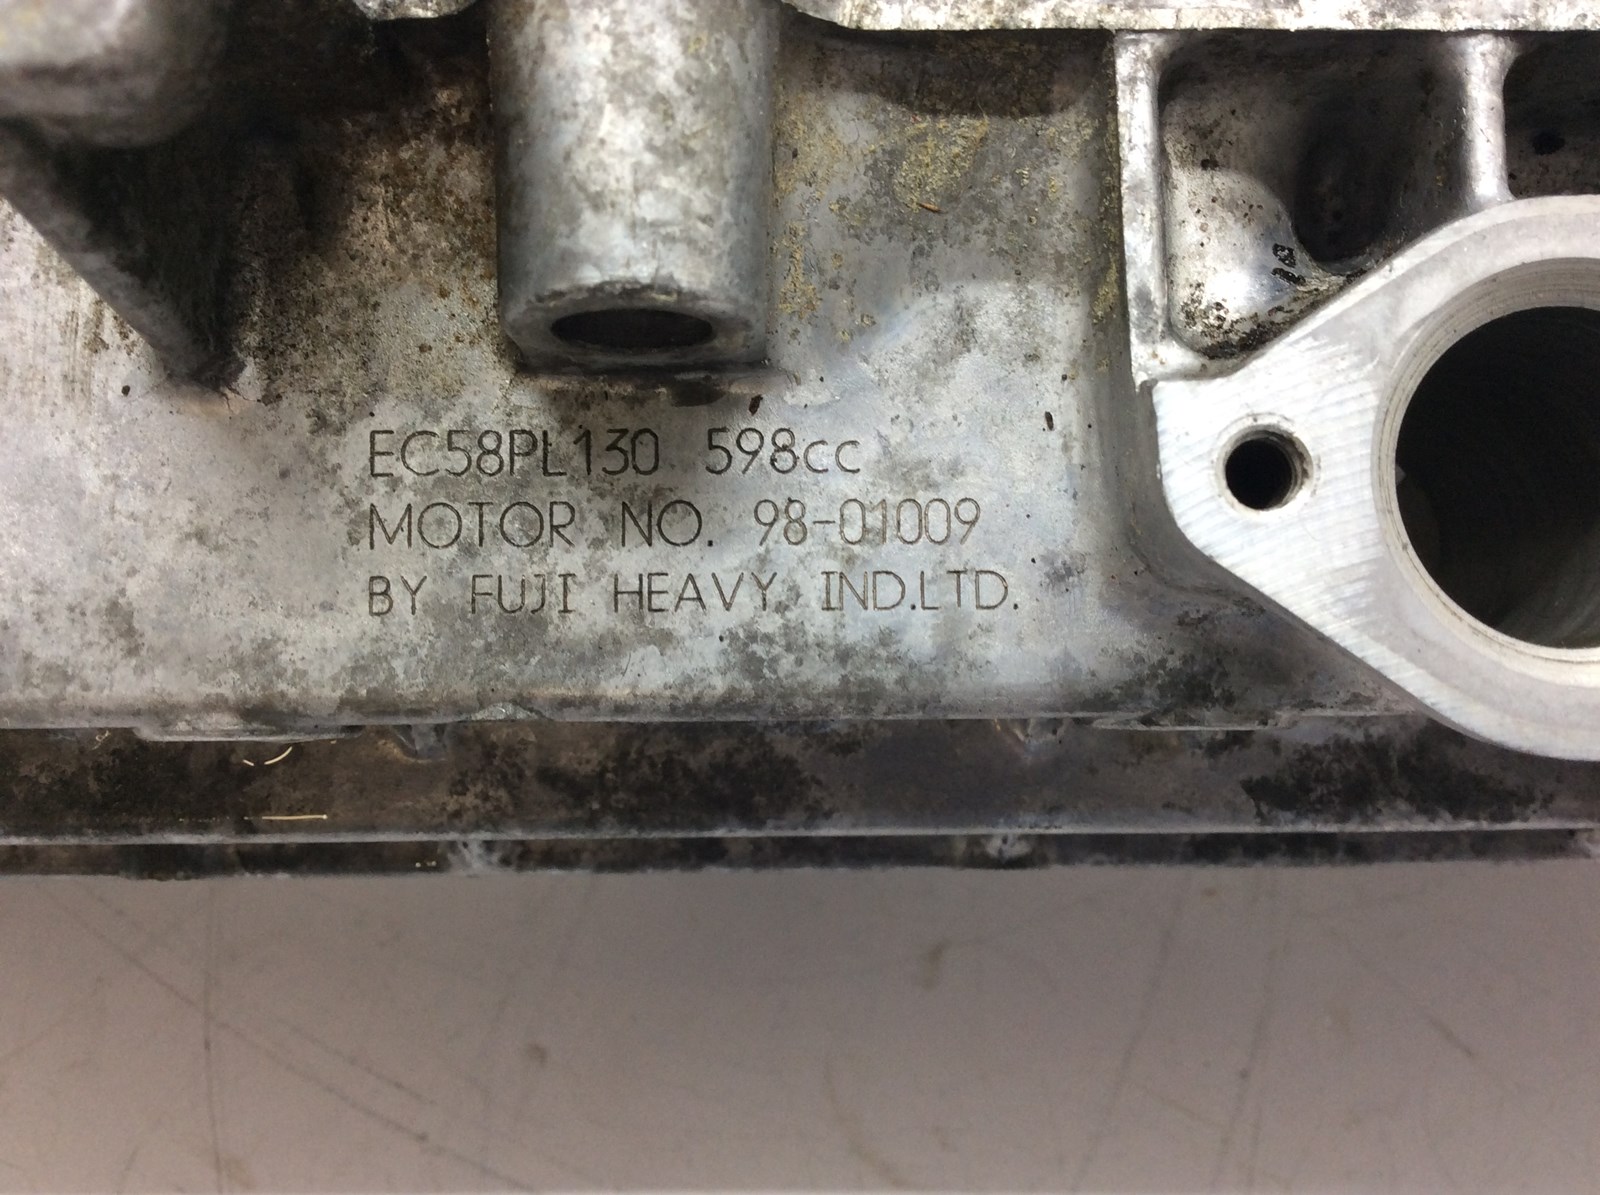 EC58PL130 598cc
MOTOR NO. 98-01009
BY FUJI HEAVY IND.LTD.